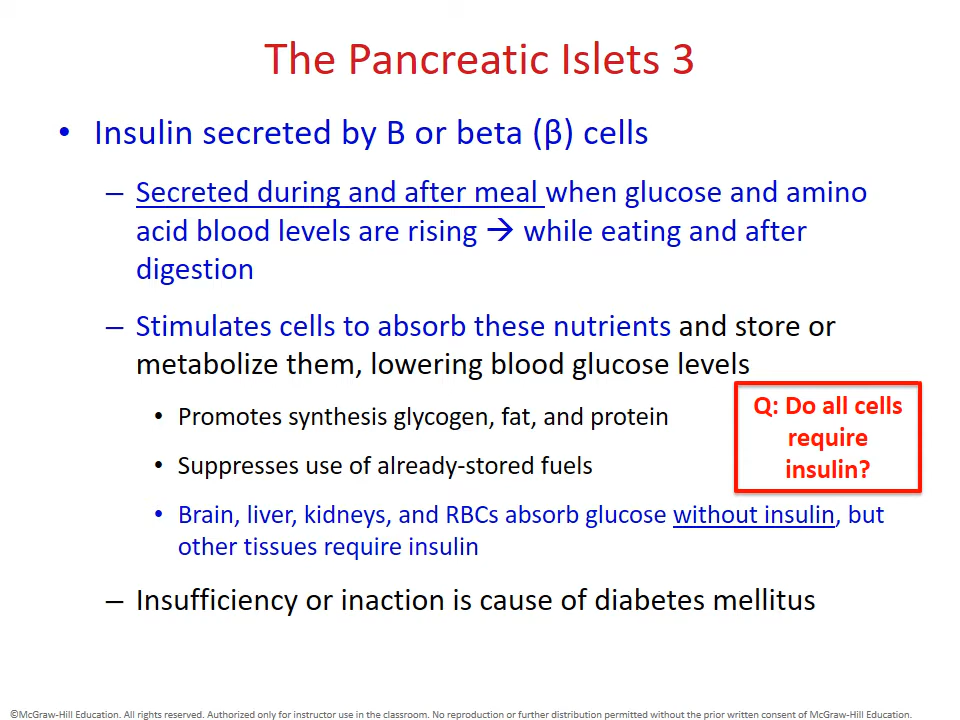 The Pancreatic Islets 3
• Insulin secreted by B or beta (β) cells
– Secreted during and after meal when glucose and amino
acid blood levels are rising → while eating and after
digestion
– Stimulates cells to absorb these nutrients and store or
metabolize them, lowering blood glucose levels
• Promotes synthesis glycogen, fat, and protein
• Suppresses use of already-stored fuels
• Brain, liver, kidneys, and RBCs absorb glucose without insulin, but
other tissues require insulin
Q: Do all cells
require
insulin?
– Insufficiency or inaction is cause of diabetes mellitus
©McGraw-Hill Education. All rights reserved. Authorized only for instructor use in the classroom. No reproduction or further distribution permitted without the prior written consent of McGraw-Hill Education.